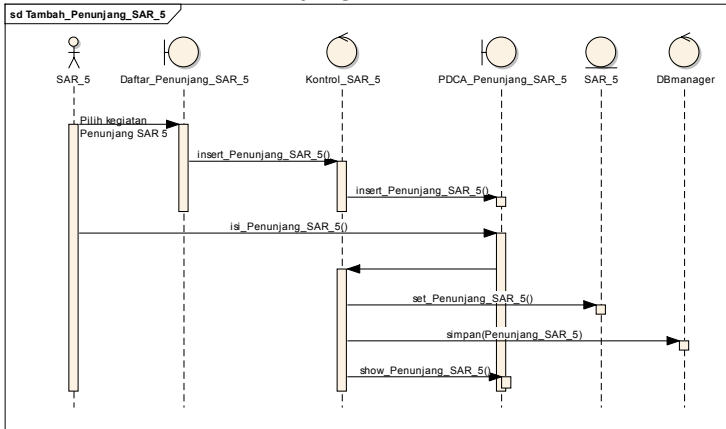 sd Tambah_Penunjang_SAR_5
SAR_5
Daftar_Penunjang_SAR_5
Kontrol_SAR_5
PDCA_Penunjang_SAR_5
SAR_5
DBmanager
Pilih kegiatan
Penunjang SAR 5
insert_Penunjang_SAR_5()
insert_Penunjang_SAR_5()
isi_Penunjang_SAR_5()
set_Penunjang_SAR_5()
simpan(Penunjang_SAR_5)
show_Penunjang_SAR_5()